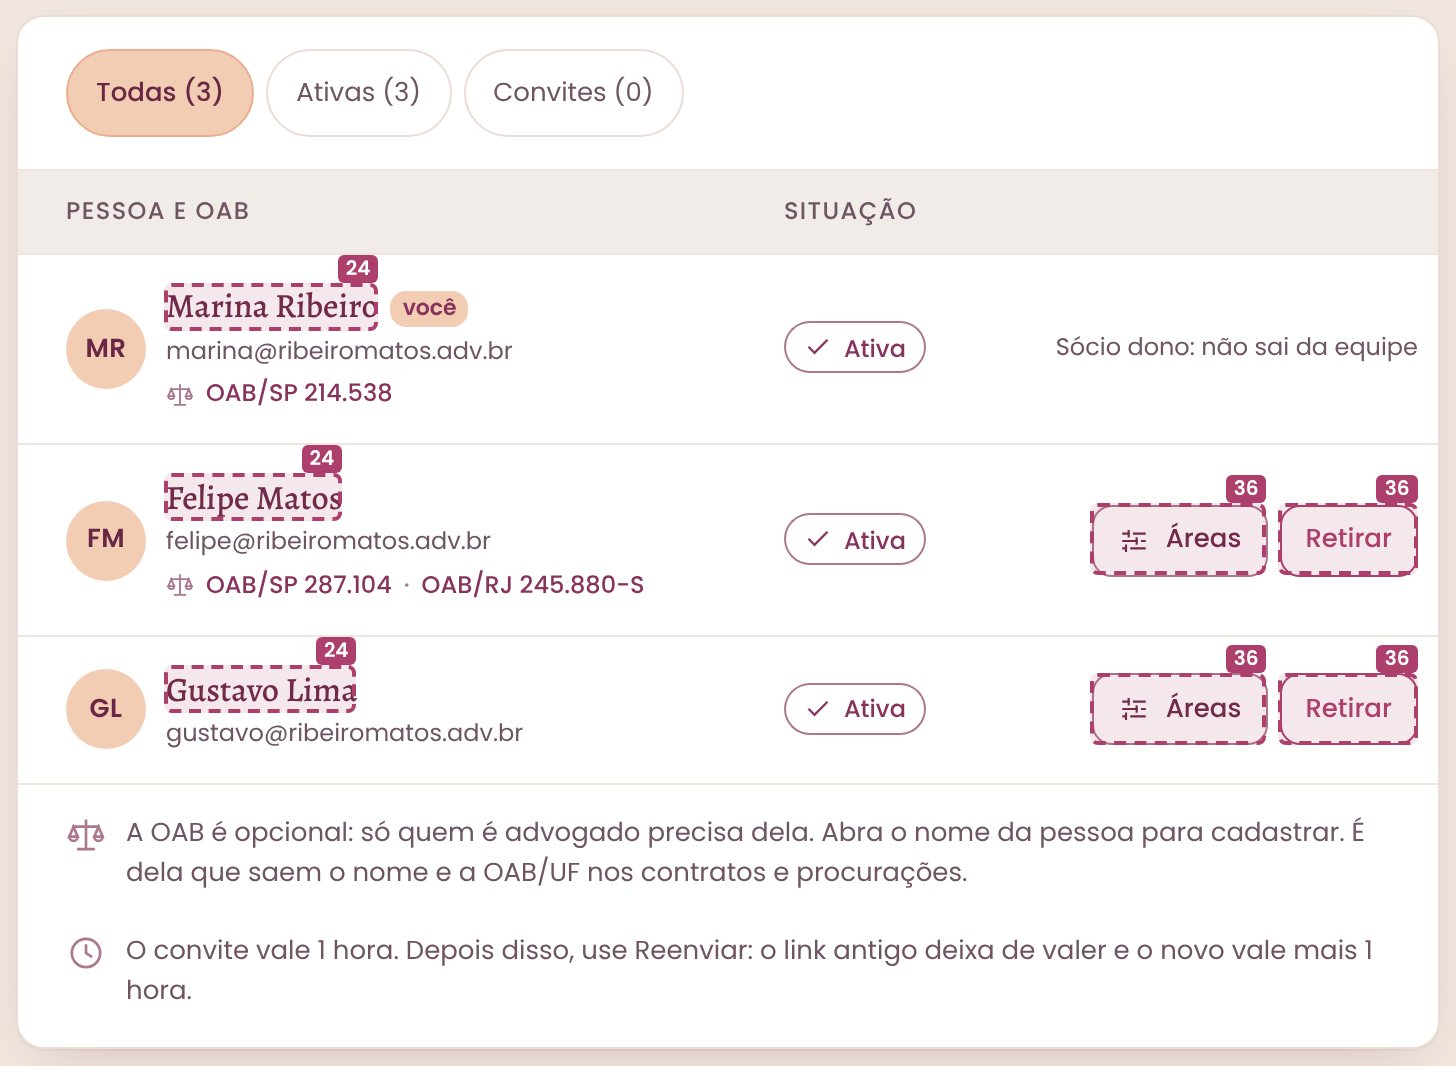 Todas (3) Ativas (3) Convites (0)
PESSOA E OAB SITUAÇÃO
24
MR Marina Ribeiro você
marina@ribeiromatos.adv.br
OAB/SP 214.538
Ativa
Sócio dono: não sai da equipe
24
FM Felipe Matos
felipe@ribeiromatos.adv.br
OAB/SP 287.104 · OAB/RJ 245.880-S
Ativa
36 36
Áreas Retirar
24
GL Gustavo Lima
gustavo@ribeiromatos.adv.br
Ativa
36 36
Áreas Retirar
A OAB é opcional: só quem é advogado precisa dela. Abra o nome da pessoa para cadastrar. É
dela que saem o nome e a OAB/UF nos contratos e procurações.
O convite vale 1 hora. Depois disso, use Reenviar: o link antigo deixa de valer e o novo vale mais 1
hora.